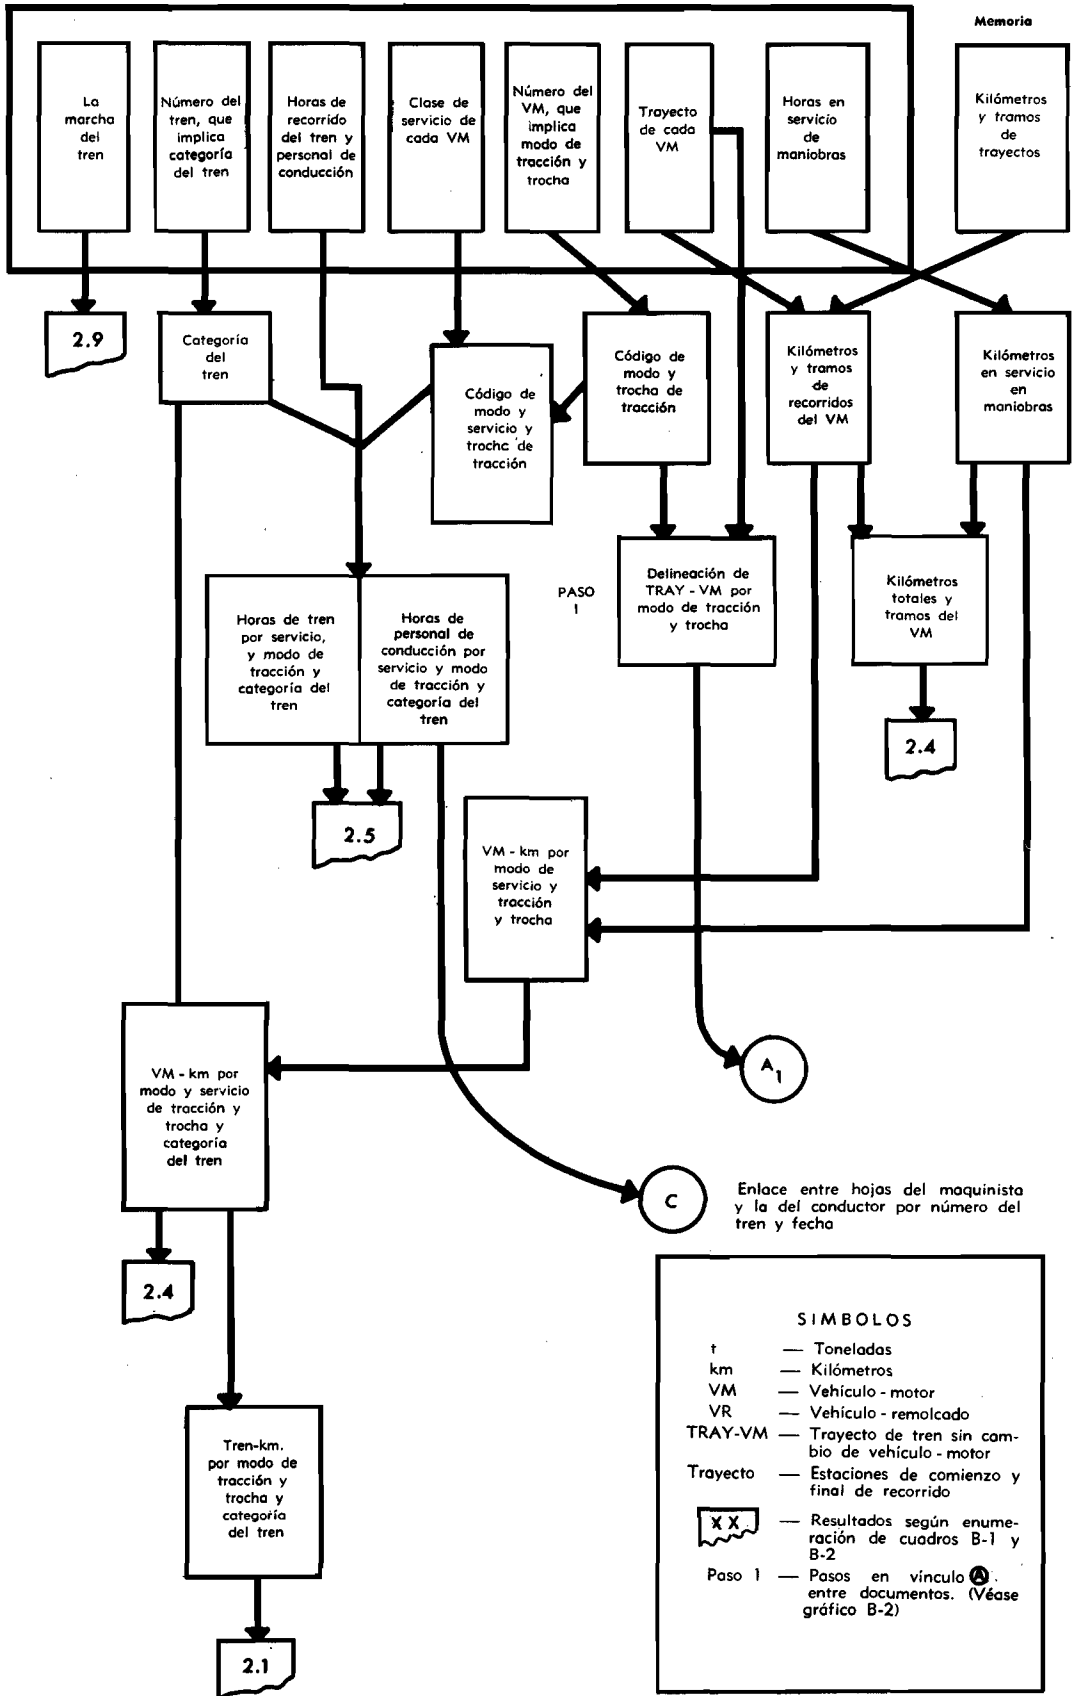 Memoria
La
marcha
del
tren
Número del
tren, que
implica
categoría
del tren
Horas de
recorrido
del tren y
personal de
conducción
Clase de
servicio de
cada VM
Número del
VM, que
implica
modo de
tracción y
trocha
Trayecto
de cada
VM
Horas en
servicio
de
maniobras
Kilómetros
y tramos
de
trayectos
2.9
Categoría
del
tren
Código de
modo y
servicio y
trocha de
tracción
Código de
modo y
trocha de
tracción
Kilómetros
y tramos
de
recorridos
del VM
Kilómetros
en servicio
en
maniobras
Horas de tren
por servicio,
y modo de
tracción y
categoría del
tren
Horas de
personal de
conducción por
servicio y modo
de tracción y
categoría del
tren
PASO
1
Delineación de
TRAY - VM por
modo de tracción
y trocha
Kilómetros
totales y
tramos del
VM
2.4
2.5
VM - km por
modo de
servicio y
tracción
y trocha
VM - km por
modo y servicio
de tracción y
trocha y
categoría
del tren
A1
C
Enlace entre hojas del maquinista
y la del conductor por número del
tren y fecha
2.4
Tren-km.
por modo de
tracción y
trocha y
categoría
del tren
2.1
SIMBOLOS
t — Toneladas
km — Kilómetros
VM — Vehículo - motor
VR — Vehículo - remolcado
TRAY-VM — Trayecto de tren sin cam-
bio de vehículo - motor
Trayecto — Estaciones de comienzo y
final de recorrido
X X — Resultados según enume-
ración de cuadros B-1 y
B-2
Paso 1 — Pasos en vínculo A.
entre documentos. (Véase
gráfico B-2)